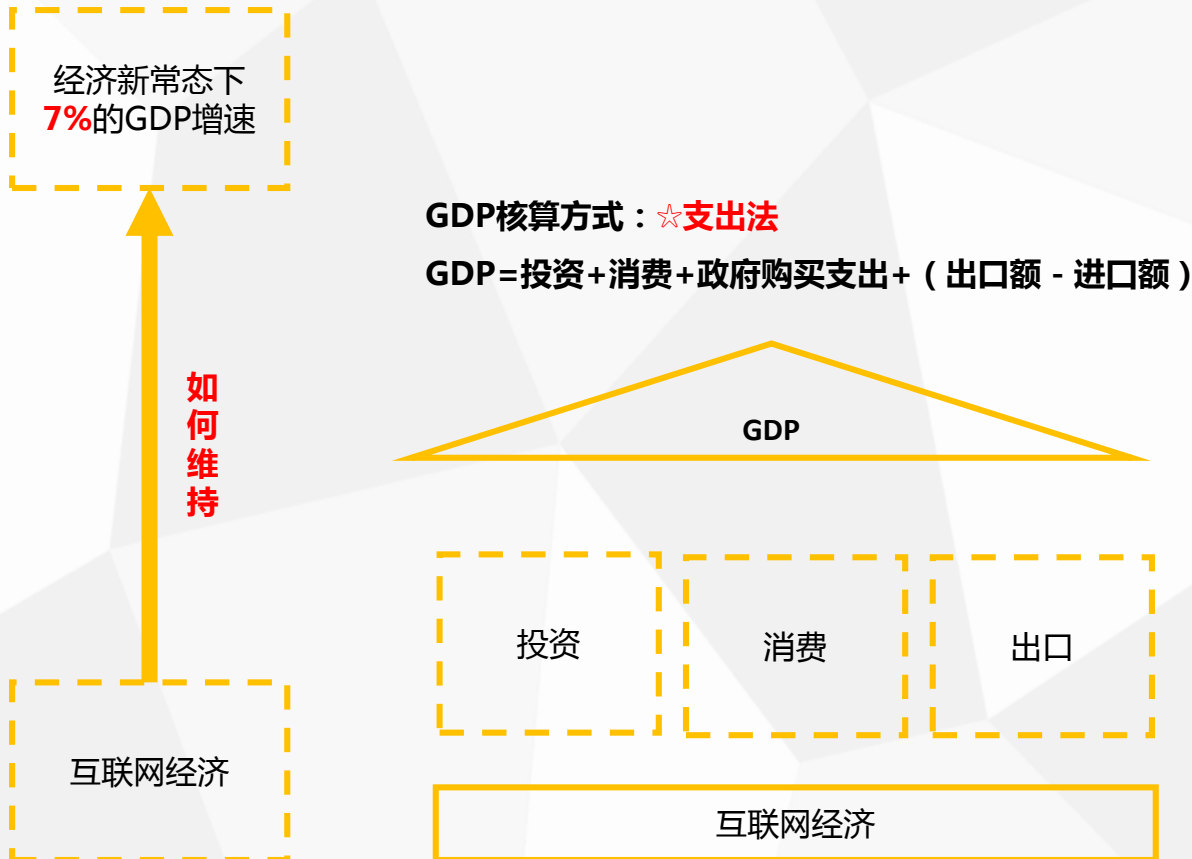 经济新常态下
7%的GDP增速
如
何
维
持
互联网经济
GDP核算方式：☆支出法
GDP=投资+消费+政府购买支出+（出口额 - 进口额）
GDP
投资
消费
出口
互联网经济